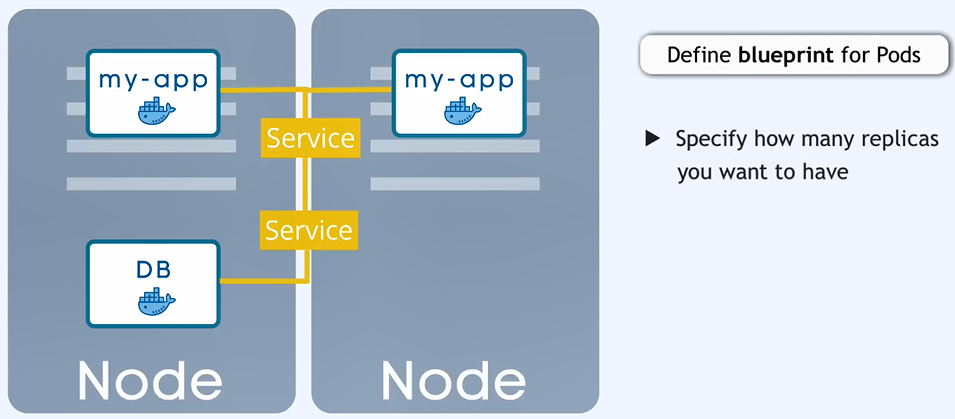 my-app
my-app
Service
Service
DB
Node
Node
Define blueprint for Pods
Specify how many replicas
you want to have